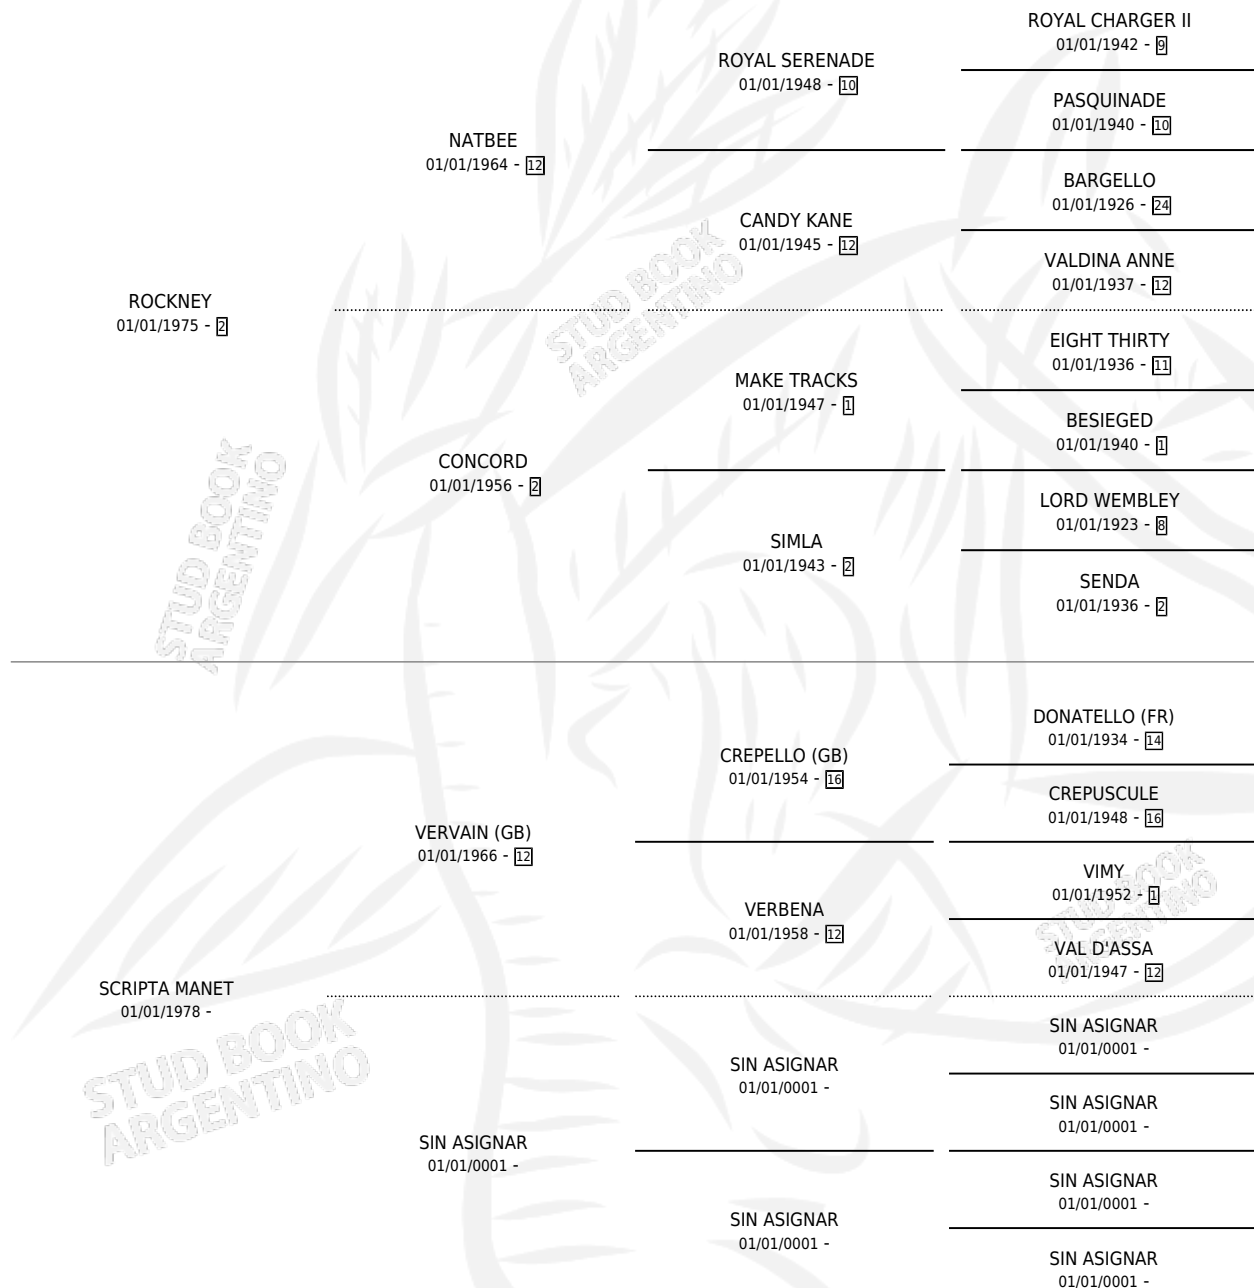 ROYAL CHARGER II
01/01/1942 - 9
ROYAL SERENADE
01/01/1948 - 10
PASQUINADE
01/01/1940 - 10
NATBEE
01/01/1964 - 12
BARGELLO
01/01/1926 - 24
CANDY KANE
01/01/1945 - 12
VALDINA ANNE
01/01/1937 - 12
ROCKNEY
01/01/1975 - 2
EIGHT THIRTY
01/01/1936 - 11
MAKE TRACKS
01/01/1947 - 1
BESIEGED
01/01/1940 - 1
CONCORD
01/01/1956 - 2
LORD WEMBLEY
01/01/1923 - 8
SIMLA
01/01/1943 - 2
SENDA
01/01/1936 - 2
DONATELLO (FR)
01/01/1934 - 14
CREPELLO (GB)
01/01/1954 - 16
CREPUSCULE
01/01/1948 - 16
VERVAIN (GB)
01/01/1966 - 12
VIMY
01/01/1952 - 1
VERBENA
01/01/1958 - 12
VAL D'ASSA
01/01/1947 - 12
SCRIPTA MANET
01/01/1978 -
SIN ASIGNAR
01/01/0001 -
SIN ASIGNAR
01/01/0001 -
SIN ASIGNAR
01/01/0001 -
SIN ASIGNAR
01/01/0001 -
SIN ASIGNAR
01/01/0001 -
SIN ASIGNAR
01/01/0001 -
SIN ASIGNAR
01/01/0001 -
STUD BOOK
ARGENTINO
STUD BOOK
ARGENTINO
STUD BOOK
ARGENTINO
STUD BOOK
ARGENTINO